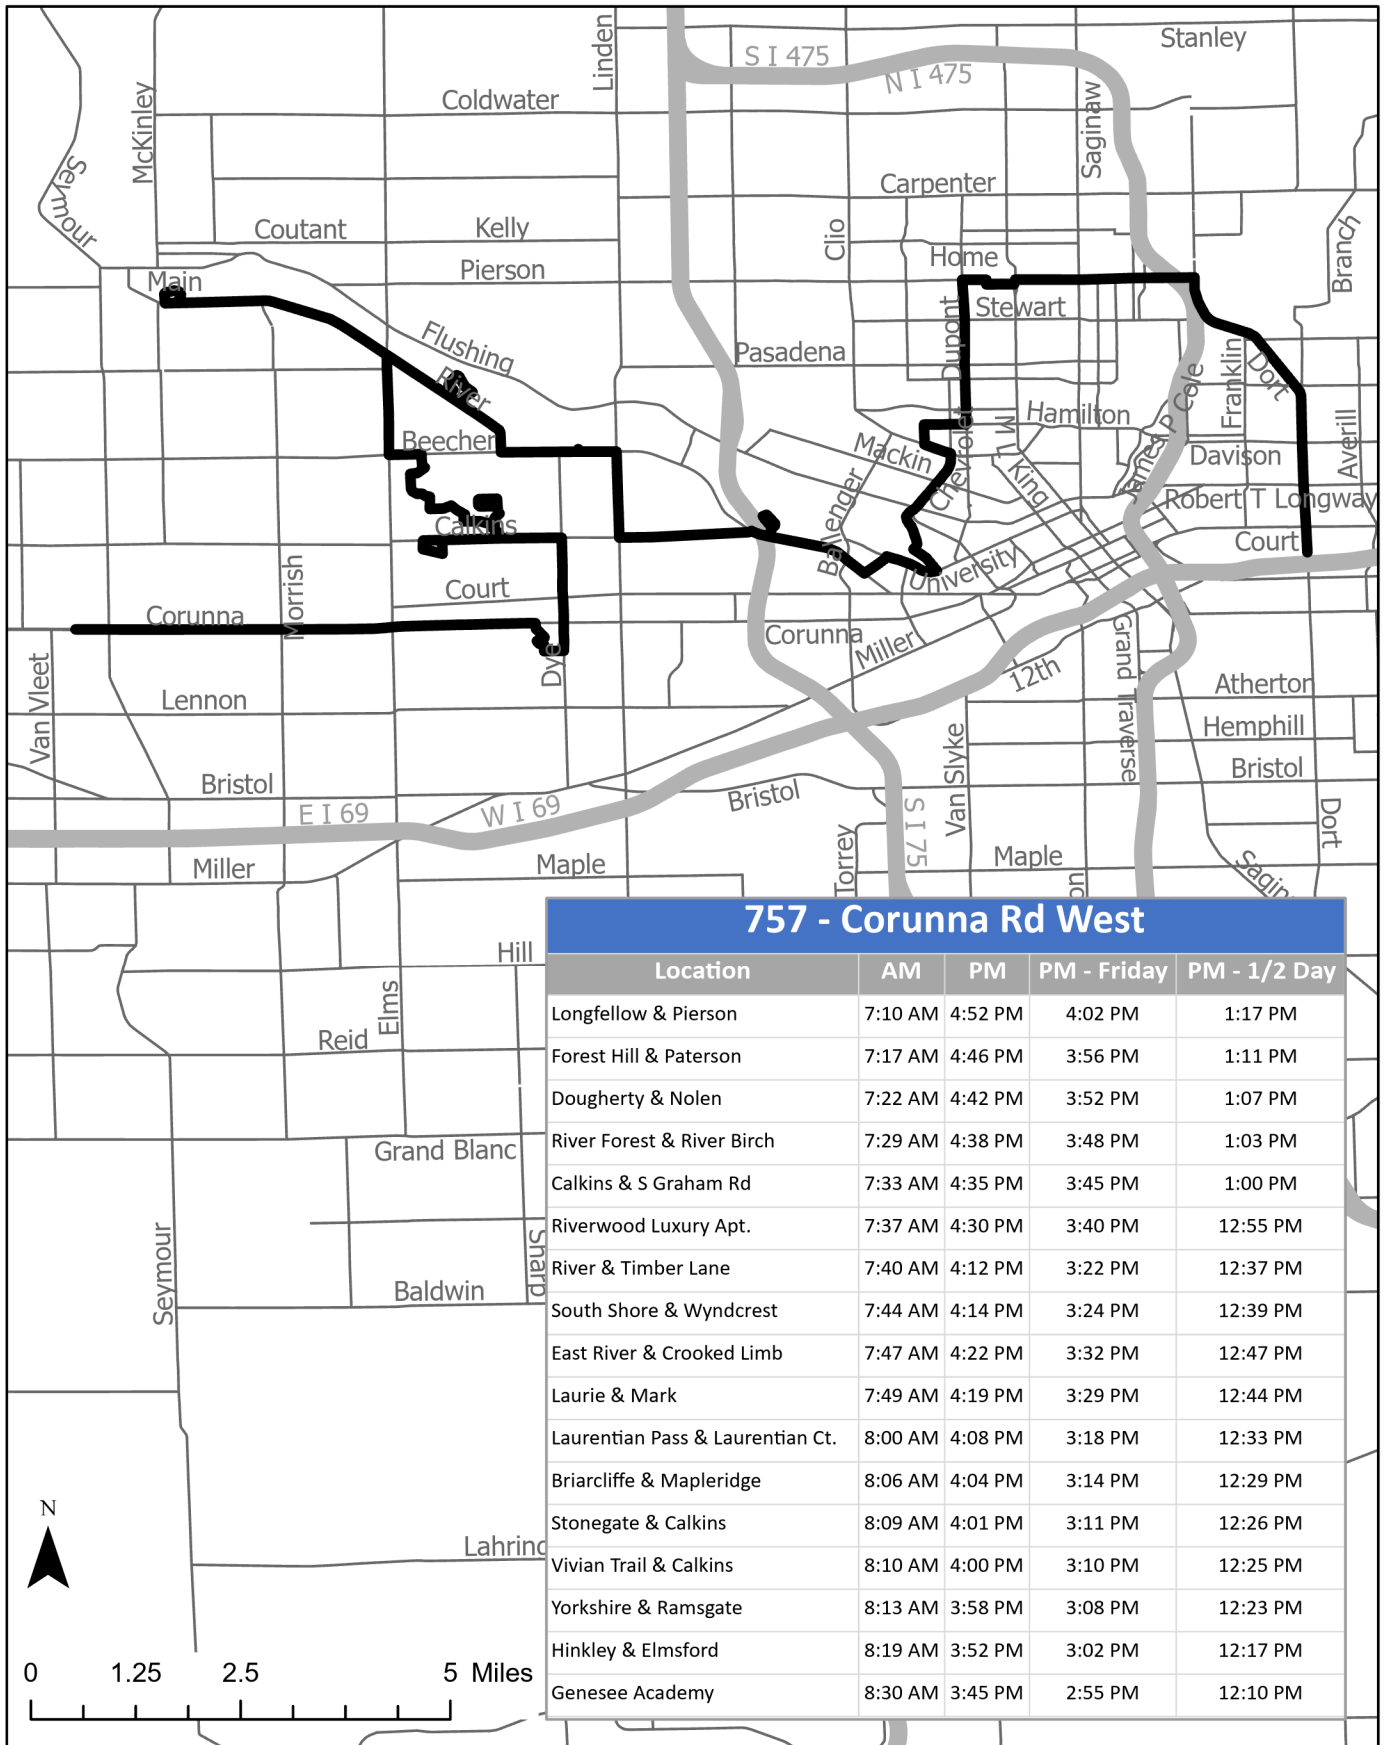 Stanley
S I 475
N I 475
Linden
McKinley
Coldwater
Saginaw
Seymour
Carpenter
Coutant
Kelly
Clio
Branch
Home
Pierson
Main
Stewart
Dupont
Flushing
Pasadena
River
Franklin
Dort
James P Cole
Hamilton
Beecher
Mackin
Chevrolet
M L King
Davison
Averill
Robert T Longway
Calkins
Ballenger
Court
University
Morrish
Court
Corunna
Corunna
Miller
Dye
12th
Grand Traverse
Van Vleet
Lennon
Atherton
Hemphill
Van Slyke
Bristol
Bristol
Bristol
E I 69
W I 69
S I 75
Dort
Torrey
Miller
Maple
Maple
on
Sagin
Hill
Elms
Reid
Grand Blanc
Seymour
Sharp
Baldwin
Lahrinc
N
0 1.25 2.5 5 Miles
757 - Corunna Rd West
Location AM PM PM - Friday PM - 1/2 Day
Longfellow & Pierson 7:10 AM 4:52 PM 4:02 PM 1:17 PM
Forest Hill & Paterson 7:17 AM 4:46 PM 3:56 PM 1:11 PM
Dougherty & Nolen 7:22 AM 4:42 PM 3:52 PM 1:07 PM
River Forest & River Birch 7:29 AM 4:38 PM 3:48 PM 1:03 PM
Calkins & S Graham Rd 7:33 AM 4:35 PM 3:45 PM 1:00 PM
Riverwood Luxury Apt. 7:37 AM 4:30 PM 3:40 PM 12:55 PM
River & Timber Lane 7:40 AM 4:12 PM 3:22 PM 12:37 PM
South Shore & Wyndcrest 7:44 AM 4:14 PM 3:24 PM 12:39 PM
East River & Crooked Limb 7:47 AM 4:22 PM 3:32 PM 12:47 PM
Laurie & Mark 7:49 AM 4:19 PM 3:29 PM 12:44 PM
Laurentian Pass & Laurentian Ct. 8:00 AM 4:08 PM 3:18 PM 12:33 PM
Briarcliffe & Mapleridge 8:06 AM 4:04 PM 3:14 PM 12:29 PM
Stonegate & Calkins 8:09 AM 4:01 PM 3:11 PM 12:26 PM
Vivian Trail & Calkins 8:10 AM 4:00 PM 3:10 PM 12:25 PM
Yorkshire & Ramsgate 8:13 AM 3:58 PM 3:08 PM 12:23 PM
Hinkley & Elmsford 8:19 AM 3:52 PM 3:02 PM 12:17 PM
Genesee Academy 8:30 AM 3:45 PM 2:55 PM 12:10 PM